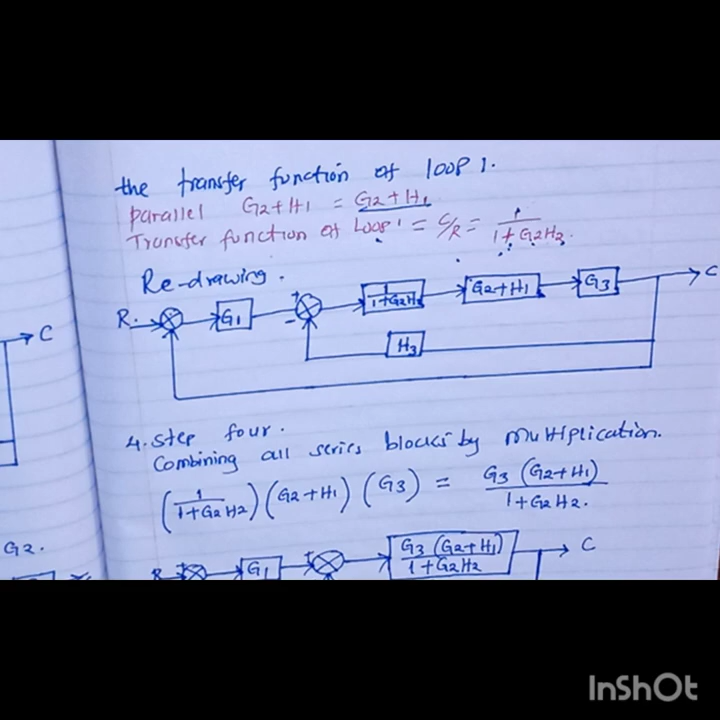 the transfer function of loop 1.
parallel G2+H1 = G2+H1
Transfer function of Loop 1 = C/R = 1/1+G2H2.
Re-drawing.
R. G1 + - 1/1+G2H2 G2+H1 G3 C
H3
C
4. step four.
Combining all series blocks by multiplication.
(1/1+G2H2)(G2+H1)(G3) = G3(G2+H1)/1+G2H2.
G2.
R G1 + G3(G2+H1)/1+G2H2 C
InShOt